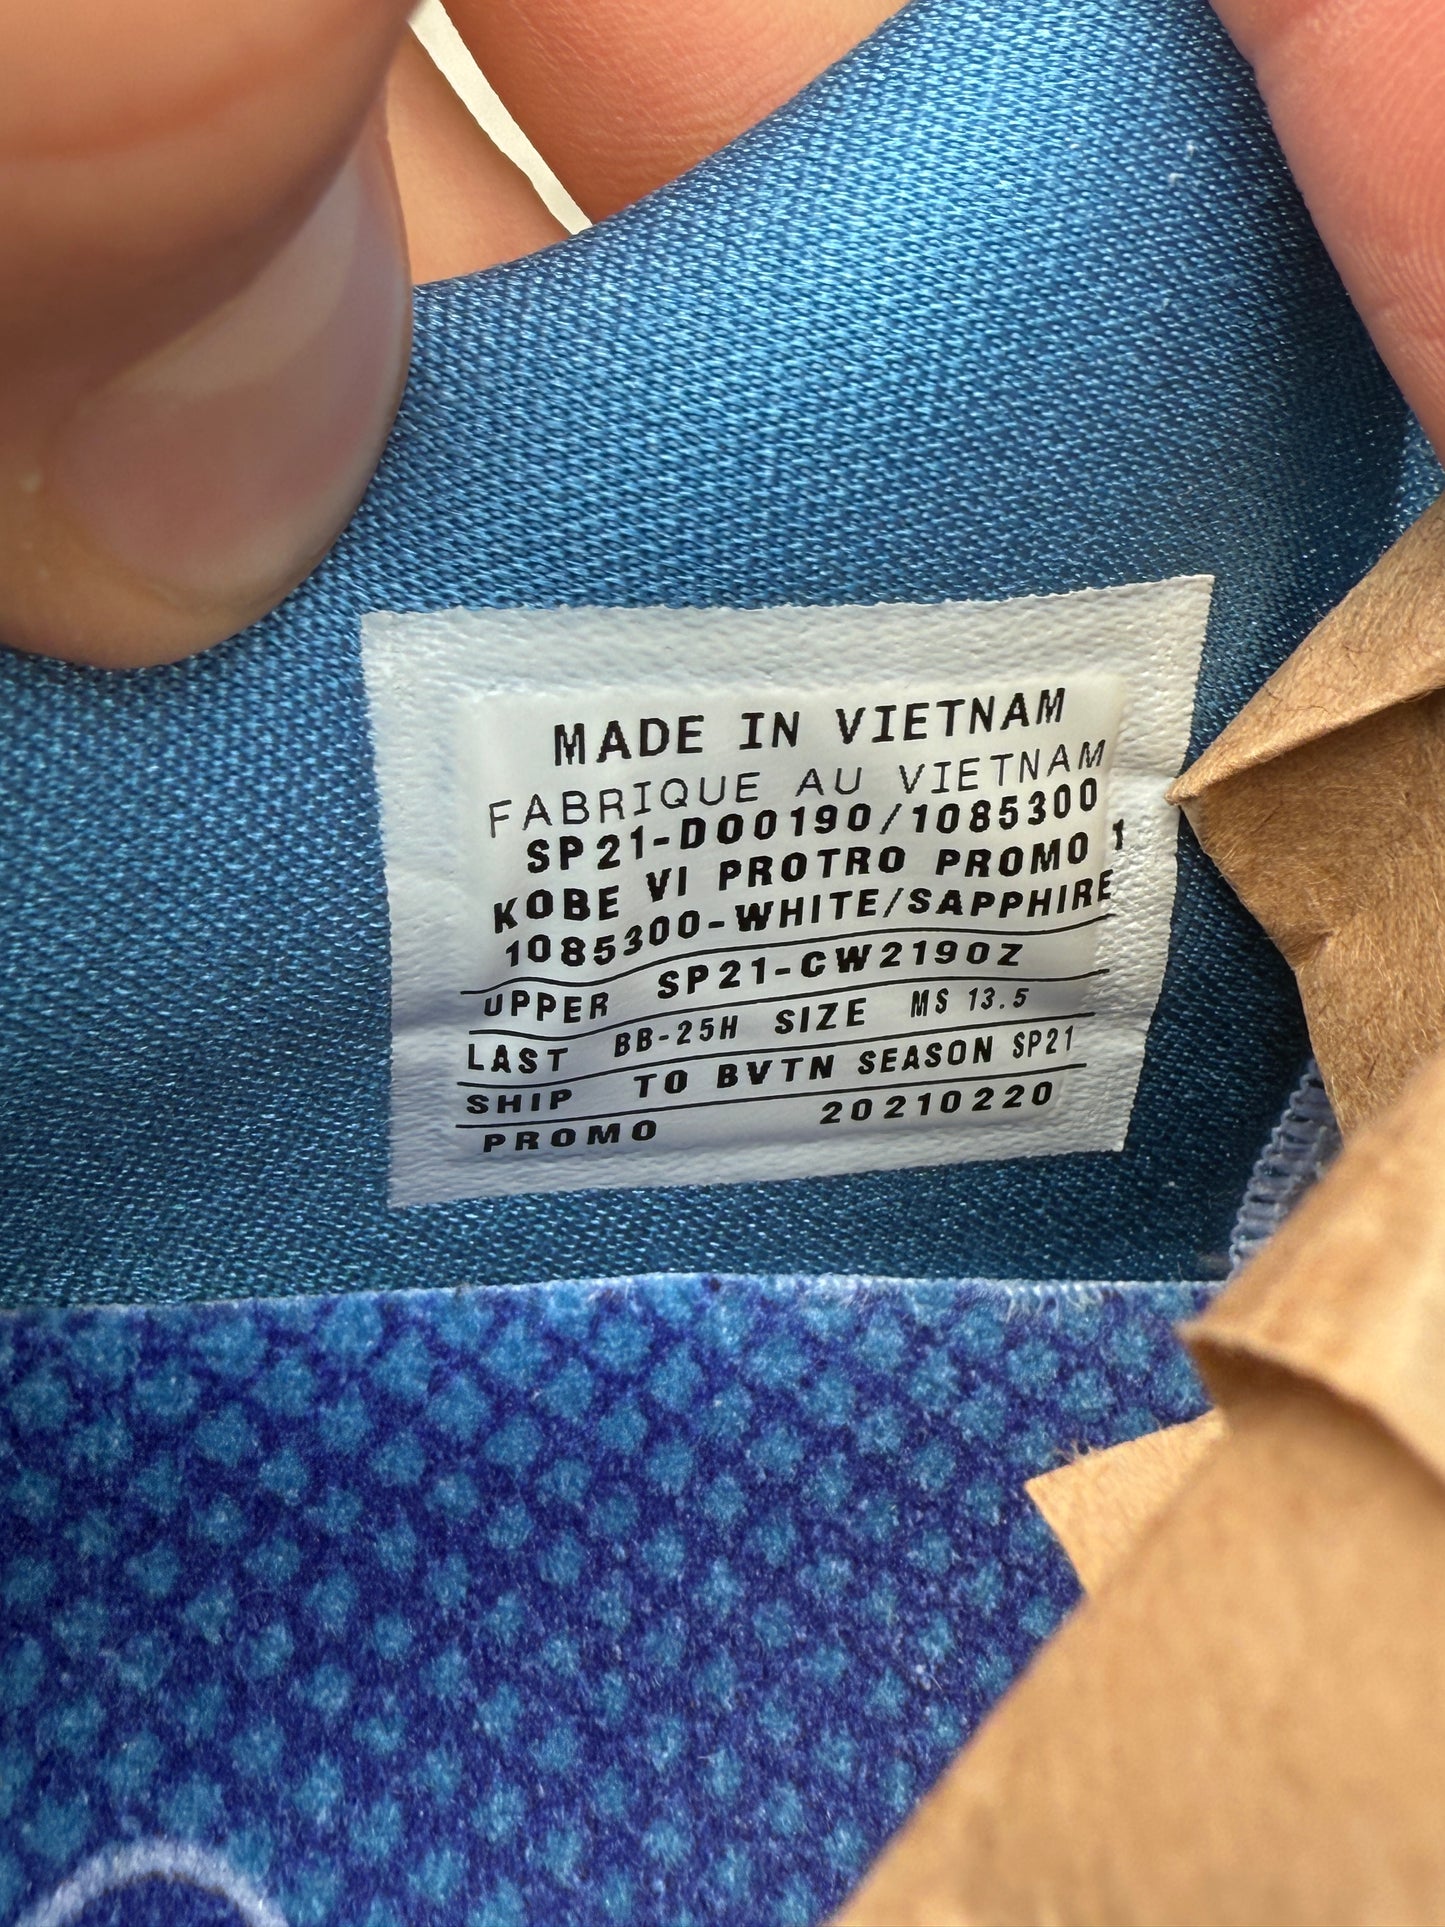 MADE IN VIETNAM
FABRIQUE AU VIETNAM
SP21-D00190/1085300
KOBE VI PROTRO PROMO 1
1085300-WHITE/SAPPHIRE
UPPER SP21-CW2190Z
LAST BB-25H SIZE MS 13.5
SHIP TO BVTN SEASON SP21
PROMO 20210220